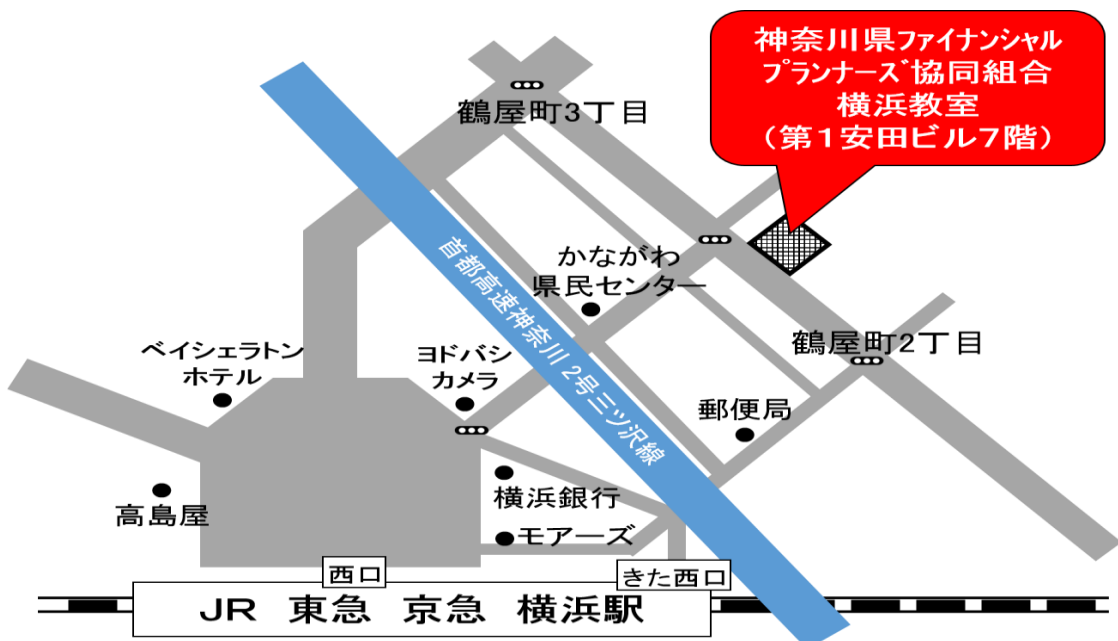 神奈川県ファイナンシャル
プランナーズ協同組合
横浜教室
（第１安田ビル７階）
鶴屋町３丁目
かながわ
県民センター
首都高速神奈川２号三ツ沢線
鶴屋町２丁目
ベイシェラトン
ホテル
ヨドバシ
カメラ
郵便局
高島屋
横浜銀行
モアーズ
西口
きた西口
JR 東急 京急 横浜駅